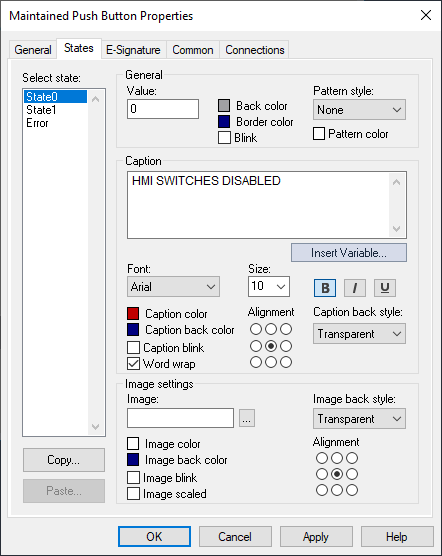 Maintained Push Button Properties
General States E-Signature Common Connections
Select state:
State0
State1
Error
Copy...
Paste...
General
Value:
0
Back color
Border color
Blink
Pattern style:
None
Pattern color
Caption
HMI SWITCHES DISABLED
Insert Variable...
Font:
Arial
Size:
10
B I U
Caption color
Caption back color
Caption blink
Word wrap
Alignment
Caption back style:
Transparent
Image settings
Image:
...
Image back style:
Transparent
Image color
Image back color
Image blink
Image scaled
Alignment
OK Cancel Apply Help